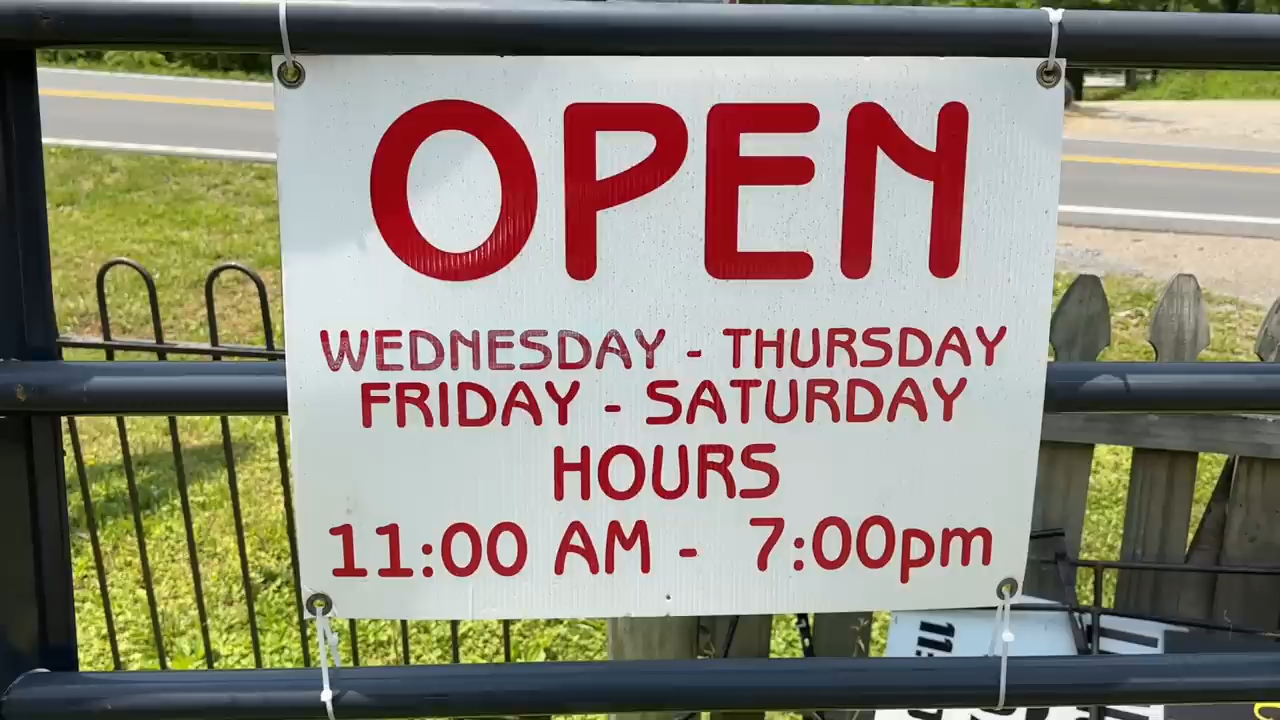 OPEN
WEDNESDAY - THURSDAY
FRIDAY - SATURDAY
HOURS
11:00 AM - 7:00pm